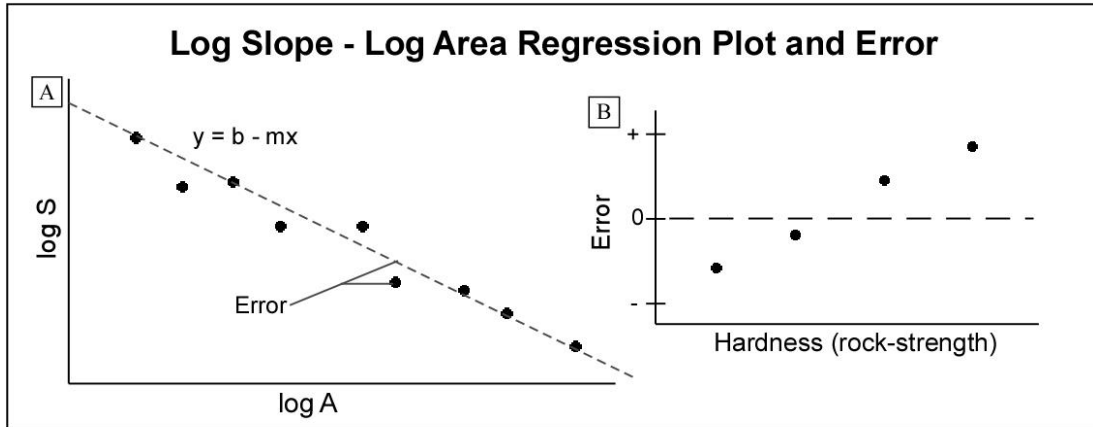 Log Slope - Log Area Regression Plot and Error
A
y = b - mx
log S
Error
log A
B
+
0
-
Error
Hardness (rock-strength)